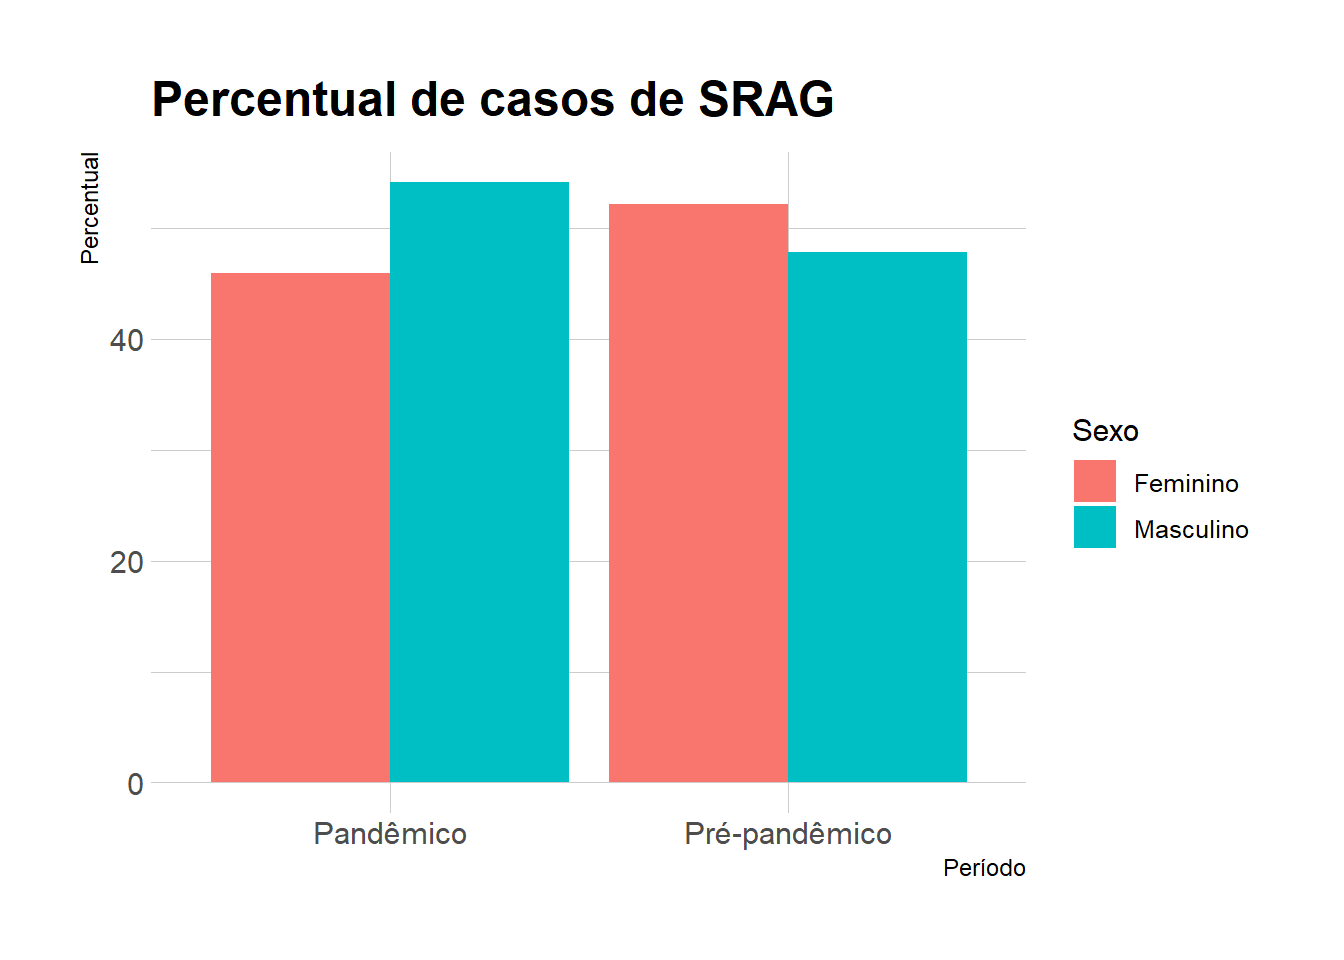 Percentual de casos de SRAG
Percentual
40
20
0
Pandêmico
Pré-pandêmico
Período
Sexo
Feminino
Masculino